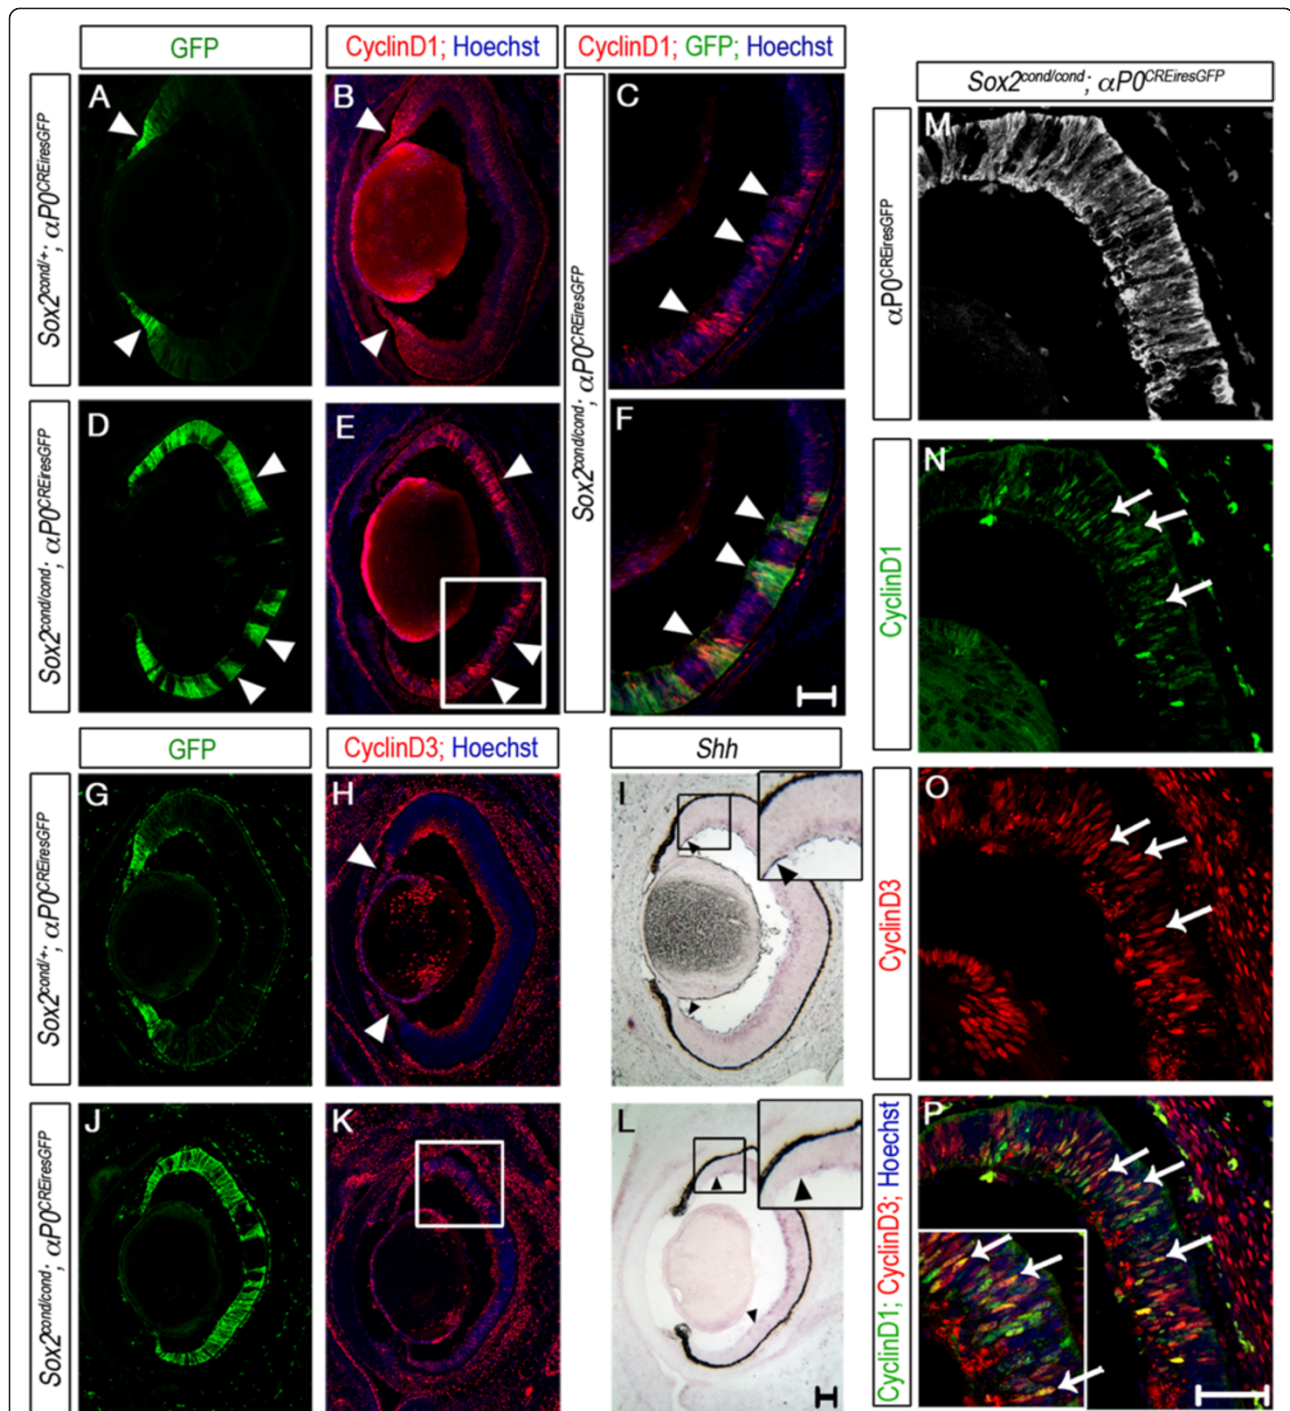 GFP
CyclinD1; Hoechst
CyclinD1; GFP; Hoechst
Sox2cond/cond; αP0CREiresGFP
Sox2cond/+; αP0CREiresGFP
A
B
C
Sox2cond/cond; αP0CREiresGFP
αP0CREiresGFP
M
Sox2cond/cond; αP0CREiresGFP
D
E
F
CyclinD1
N
GFP
CyclinD3; Hoechst
Shh
Sox2cond/+; αP0CREiresGFP
G
H
I
CyclinD3
O
Sox2cond/cond; αP0CREiresGFP
J
K
L
CyclinD1; CyclinD3; Hoechst
P